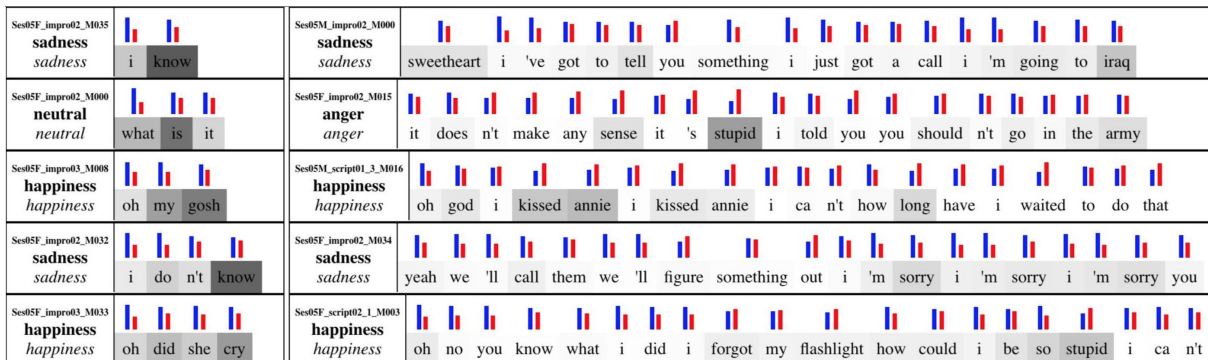 Ses05F_impro02_M035
sadness
sadness
i know
Ses05M_impro02_M000
sadness
sadness
sweetheart i 've got to tell you something i just got a call i 'm going to iraq
Ses05F_impro02_M000
neutral
neutral
what is it
Ses05F_impro02_M015
anger
anger
it does n't make any sense it 's stupid i told you you should n't go in the army
Ses05F_impro03_M008
happiness
happiness
oh my gosh
Ses05M_script01_3_M016
happiness
happiness
oh god i kissed annie i kissed annie i ca n't how long have i waited to do that
Ses05F_impro02_M032
sadness
sadness
i do n't know
Ses05F_impro02_M034
sadness
sadness
yeah we 'll call them we 'll figure something out i 'm sorry i 'm sorry i 'm sorry you
Ses05F_impro03_M033
happiness
happiness
oh did she cry
Ses05F_script02_1_M003
happiness
happiness
oh no you know what i did i forgot my flashlight how could i be so stupid i ca n't